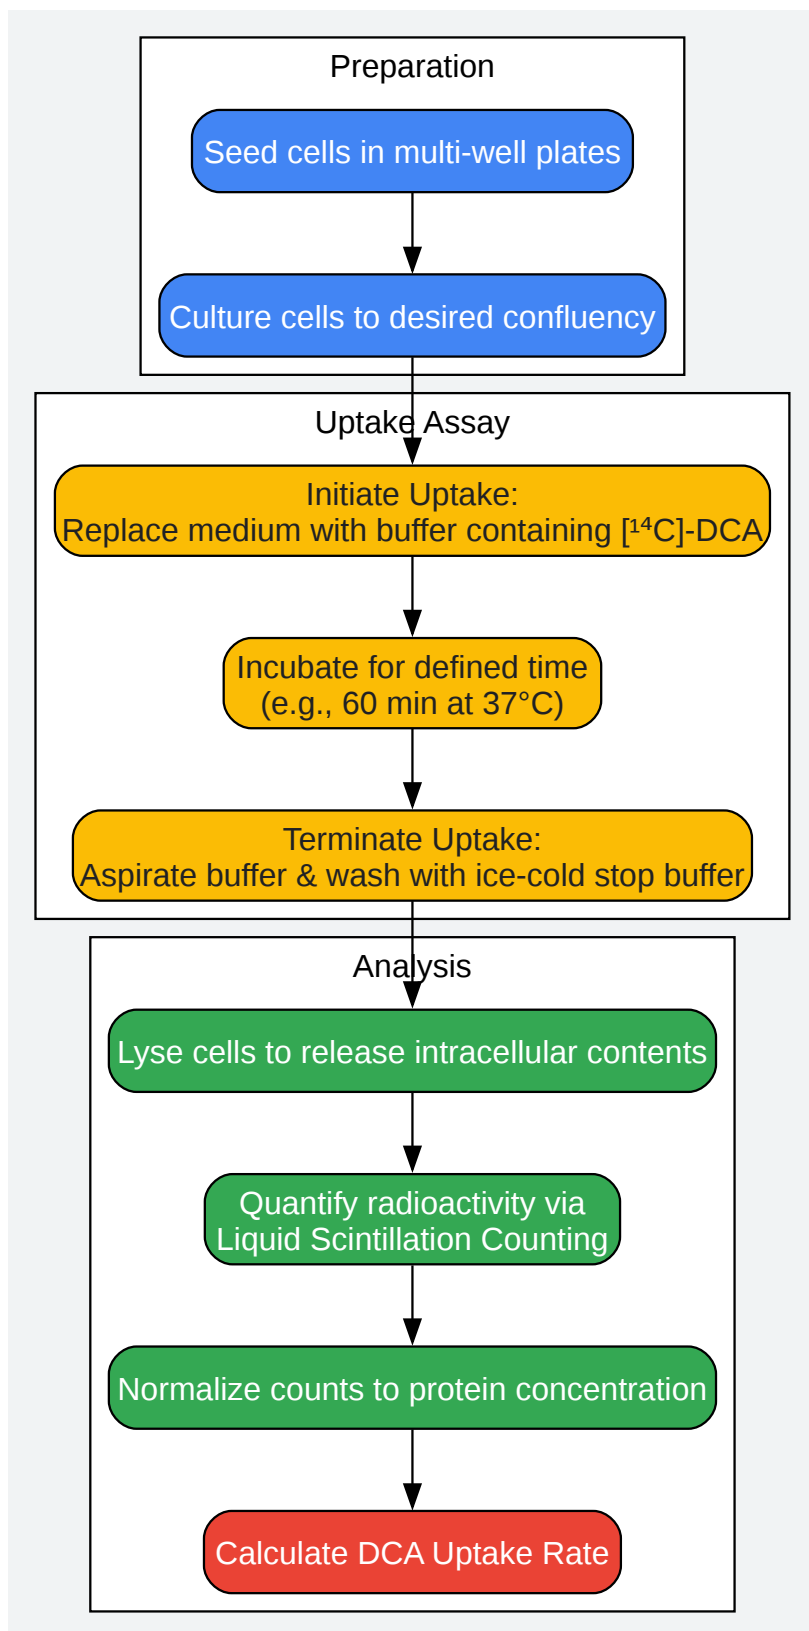 Preparation
Seed cells in multi-well plates
Culture cells to desired confluency
Uptake Assay
Initiate Uptake:
Replace medium with buffer containing [¹⁴C]-DCA
Incubate for defined time
(e.g., 60 min at 37°C)
Terminate Uptake:
Aspirate buffer & wash with ice-cold stop buffer
Analysis
Lyse cells to release intracellular contents
Quantify radioactivity via
Liquid Scintillation Counting
Normalize counts to protein concentration
Calculate DCA Uptake Rate